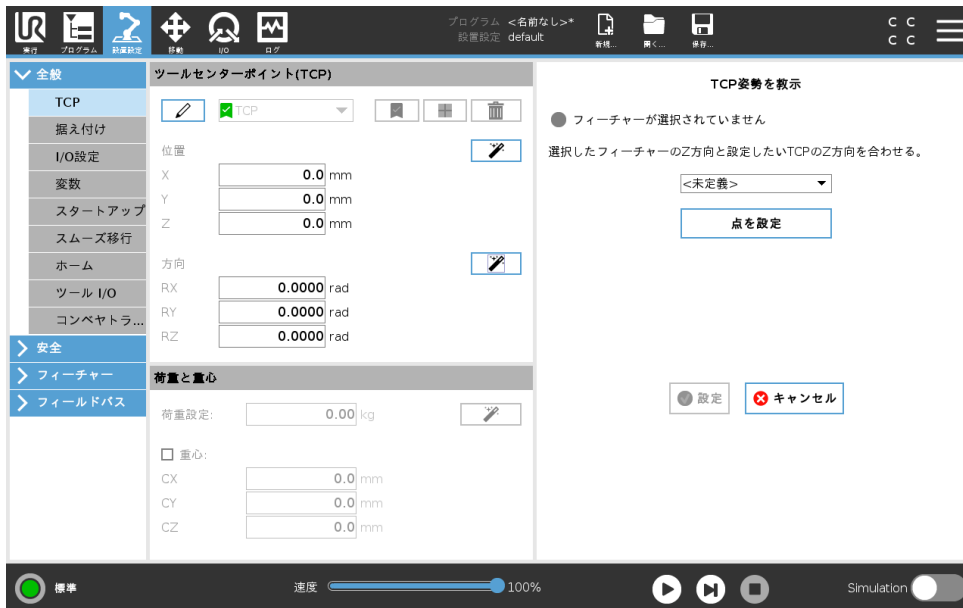 UR
実行
プログラム
設置設定
移動
I/O
ログ
プログラム <名前なし>*
設置設定 default
新規...
開く...
保存...
C C
C C
全般
TCP
据え付け
I/O設定
変数
スタートアップ
スムーズ移行
ホーム
ツール I/O
コンベヤトラ...
安全
フィーチャー
フィールドバス
ツールセンターポイント(TCP)
TCP
位置
X 0.0 mm
Y 0.0 mm
Z 0.0 mm
方向
RX 0.0000 rad
RY 0.0000 rad
RZ 0.0000 rad
荷重と重心
荷重設定: 0.00 kg
重心:
CX 0.0 mm
CY 0.0 mm
CZ 0.0 mm
TCP姿勢を教示
フィーチャーが選択されていません
選択したフィーチャーのZ方向と設定したいTCPのZ方向を合わせる。
<未定義>
点を設定
設定
キャンセル
標準
速度 100%
Simulation